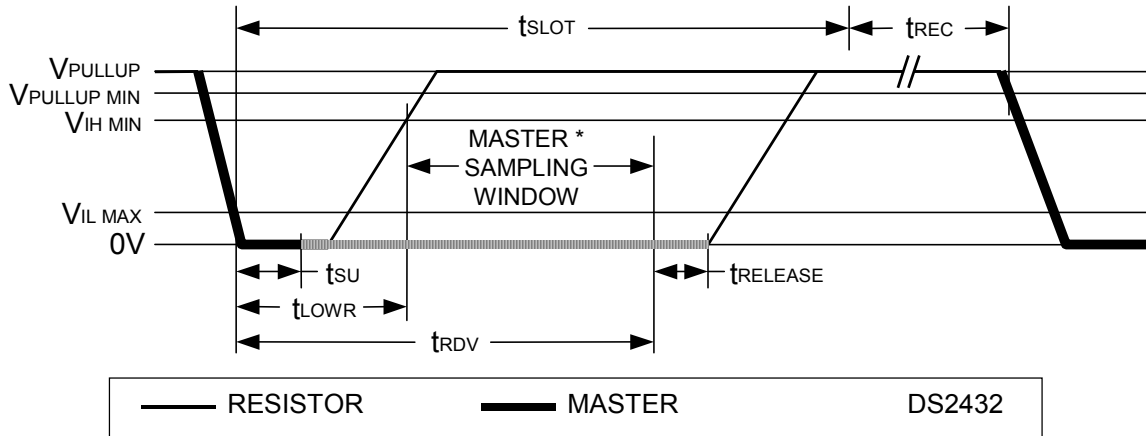 tSLOT
tREC
VPULLUP
VPULLUP MIN
VIH MIN
MASTER *
SAMPLING
WINDOW
VIL MAX
0V
tSU
tRELEASE
tLOWR
tRDV
RESISTOR MASTER DS2432